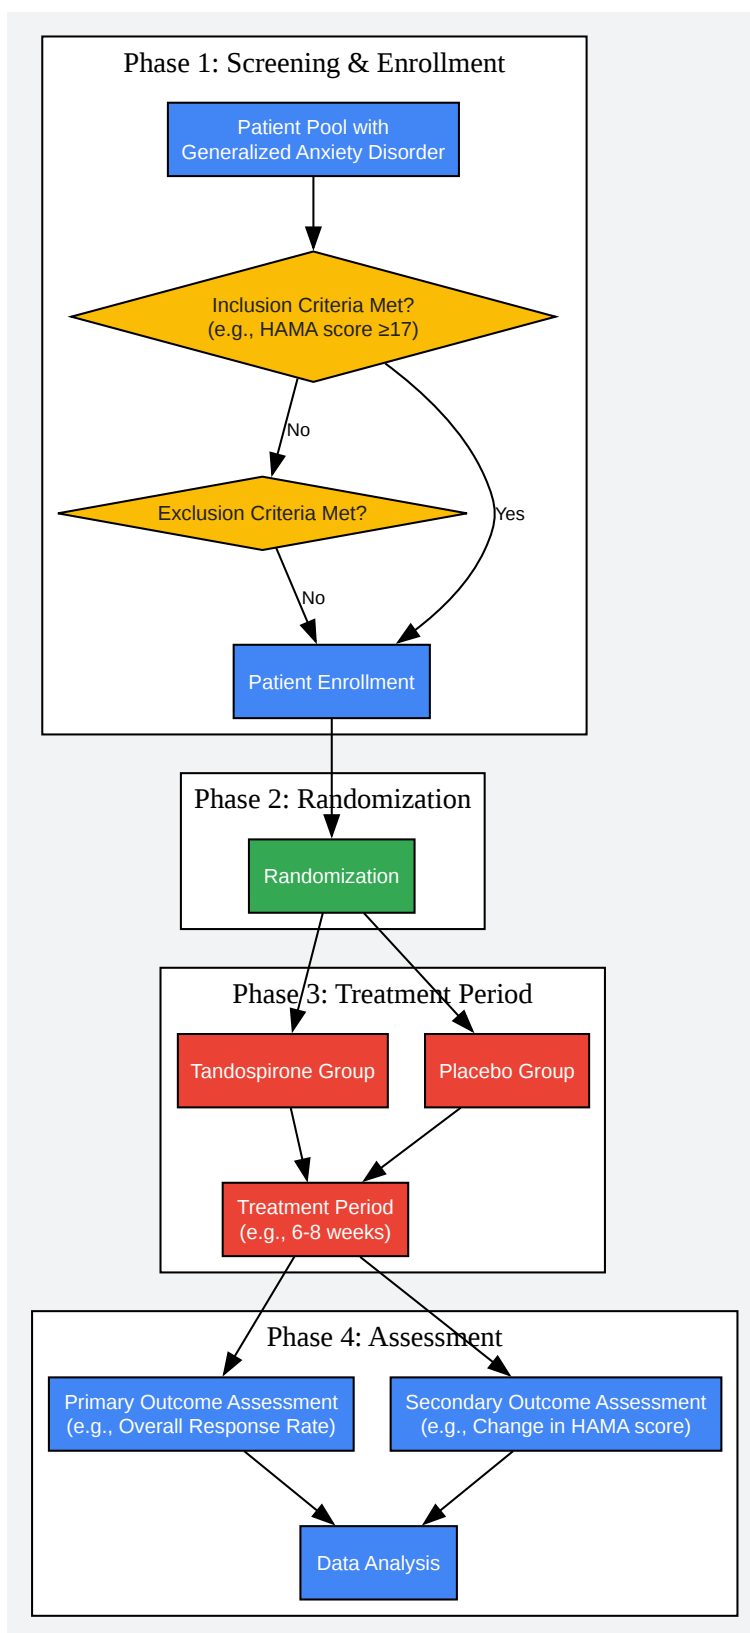 Phase 1: Screening & Enrollment
Patient Pool with
Generalized Anxiety Disorder
Inclusion Criteria Met?
(e.g., HAMA score ≥17)
No
Exclusion Criteria Met?
Yes
No
Patient Enrollment
Phase 2: Randomization
Randomization
Phase 3: Treatment Period
Tandospirone Group
Placebo Group
Treatment Period
(e.g., 6-8 weeks)
Phase 4: Assessment
Primary Outcome Assessment
(e.g., Overall Response Rate)
Secondary Outcome Assessment
(e.g., Change in HAMA score)
Data Analysis